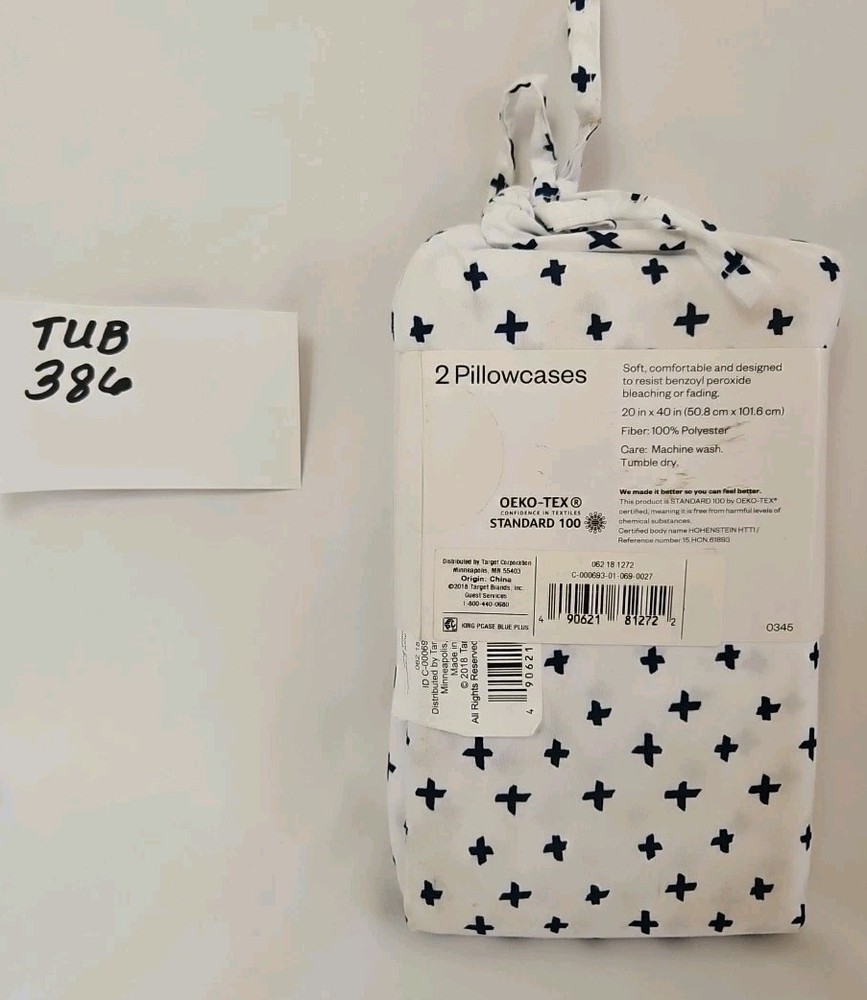 TUB
386
2 Pillowcases
Soft, comfortable and designed
to resist benzoyl peroxide
bleaching or fading.
20 in x 40 in (50.8 cm x 101.6 cm)
Fiber: 100% Polyester
Care: Machine wash.
Tumble dry.
OEKO-TEX®
CONFIDENCE IN TEXTILES
STANDARD 100
We made it better so you can feel better.
This product is STANDARD 100 by OEKO-TEX®
certified, meaning it is free from harmful levels of
chemical substances.
Certified body name HOHENSTEIN HTTI /
Reference number:15.HCN.61893
Distributed by Target Corporation
Minneapolis, MN 55403
Origin: China
©2018 Target Brands, Inc.
Guest Services
1-800-440-0680
KING PCASE BLUE PLUS
062 18 1272
C-000693-01-069-0027
4 90621 81272 2
0345
062 18
ID C-00069
Distributed by Tar
Minneapolis,
Made in
© 2018 Tar
All Rights Reserved
4 90621